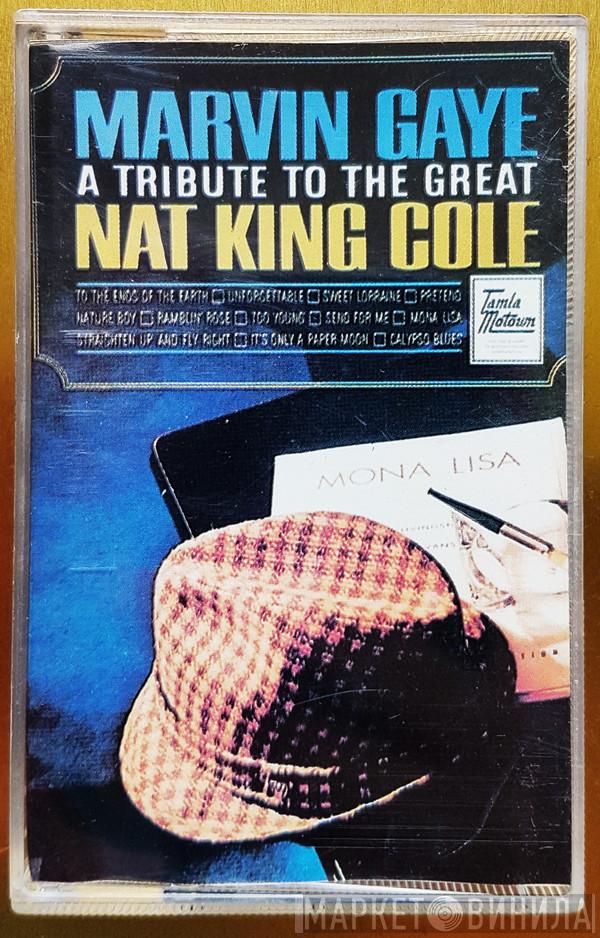 MARVIN GAYE
A TRIBUTE TO THE GREAT
NAT KING COLE
TO THE ENDS OF THE EARTH □ UNFORGETTABLE □ SWEET LORRAINE □ PRETEND
NATURE BOY □ RAMBLIN' ROSE □ TOO YOUNG □ SEND FOR ME □ MONA LISA
STRAIGHTEN UP AND FLY RIGHT □ IT'S ONLY A PAPER MOON □ CALYPSO BLUES
Tamla
Motown
MONA LISA
МАРКЕТ ВИНИЛА